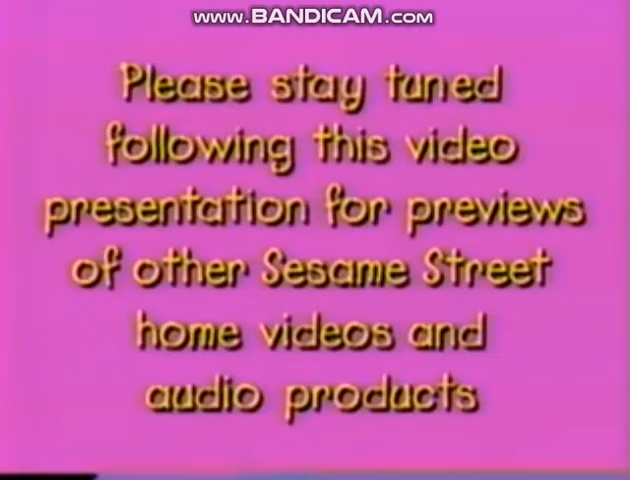 www.BANDICAM.com
Please stay tuned
following this video
presentation for previews
of other Sesame Street
home videos and
audio products